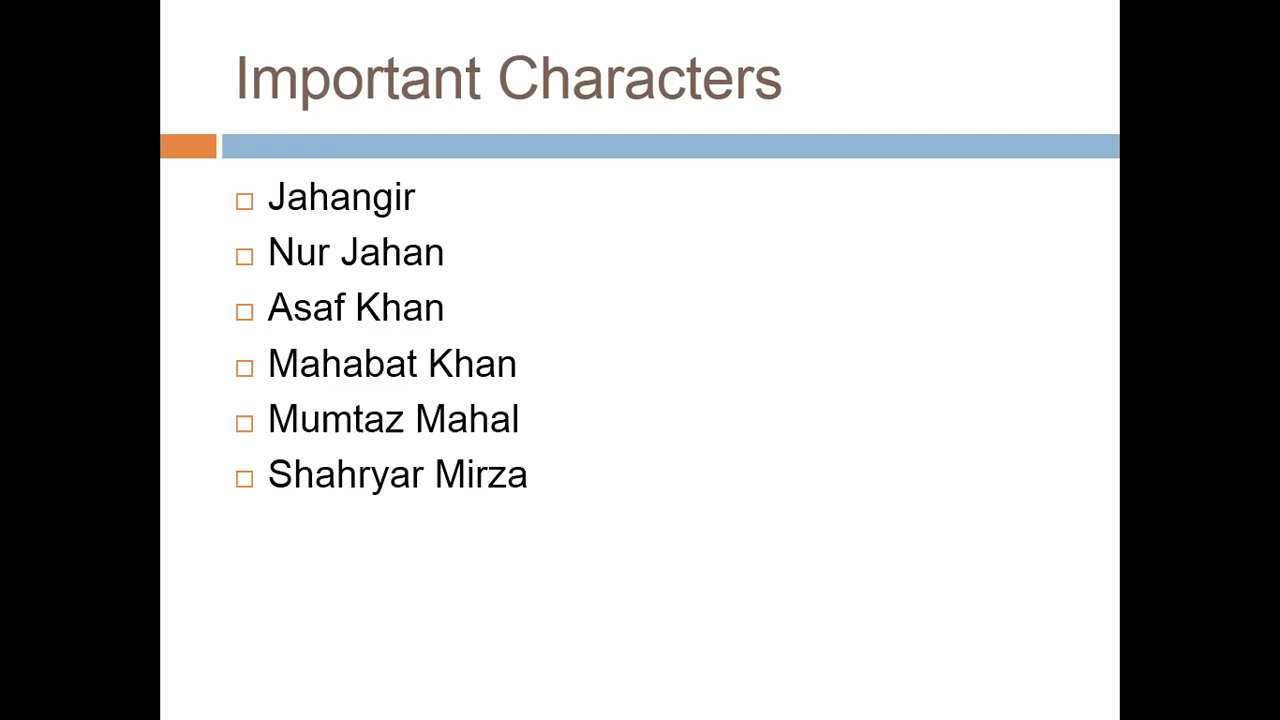 Important Characters
Jahangir
Nur Jahan
Asaf Khan
Mahabat Khan
Mumtaz Mahal
Shahryar Mirza